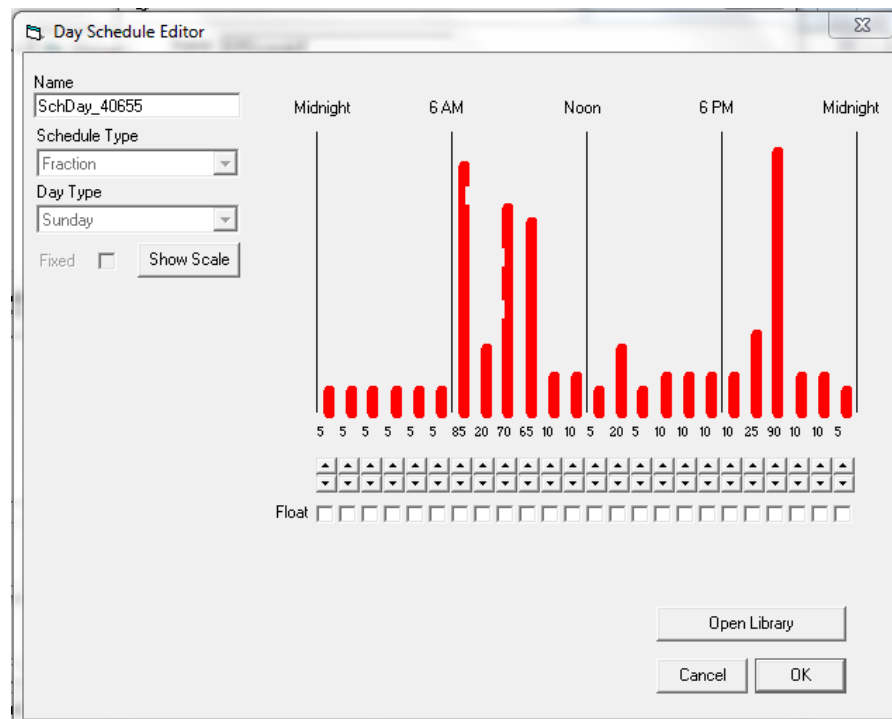 Day Schedule Editor
Name
SchDay_40655
Schedule Type
Fraction
Day Type
Sunday
Fixed
Show Scale
Midnight 6 AM Noon 6 PM Midnight
5 5 5 5 5 5 85 20 70 65 10 10 5 20 5 10 10 10 10 25 90 10 10 5
Float
Open Library
Cancel OK